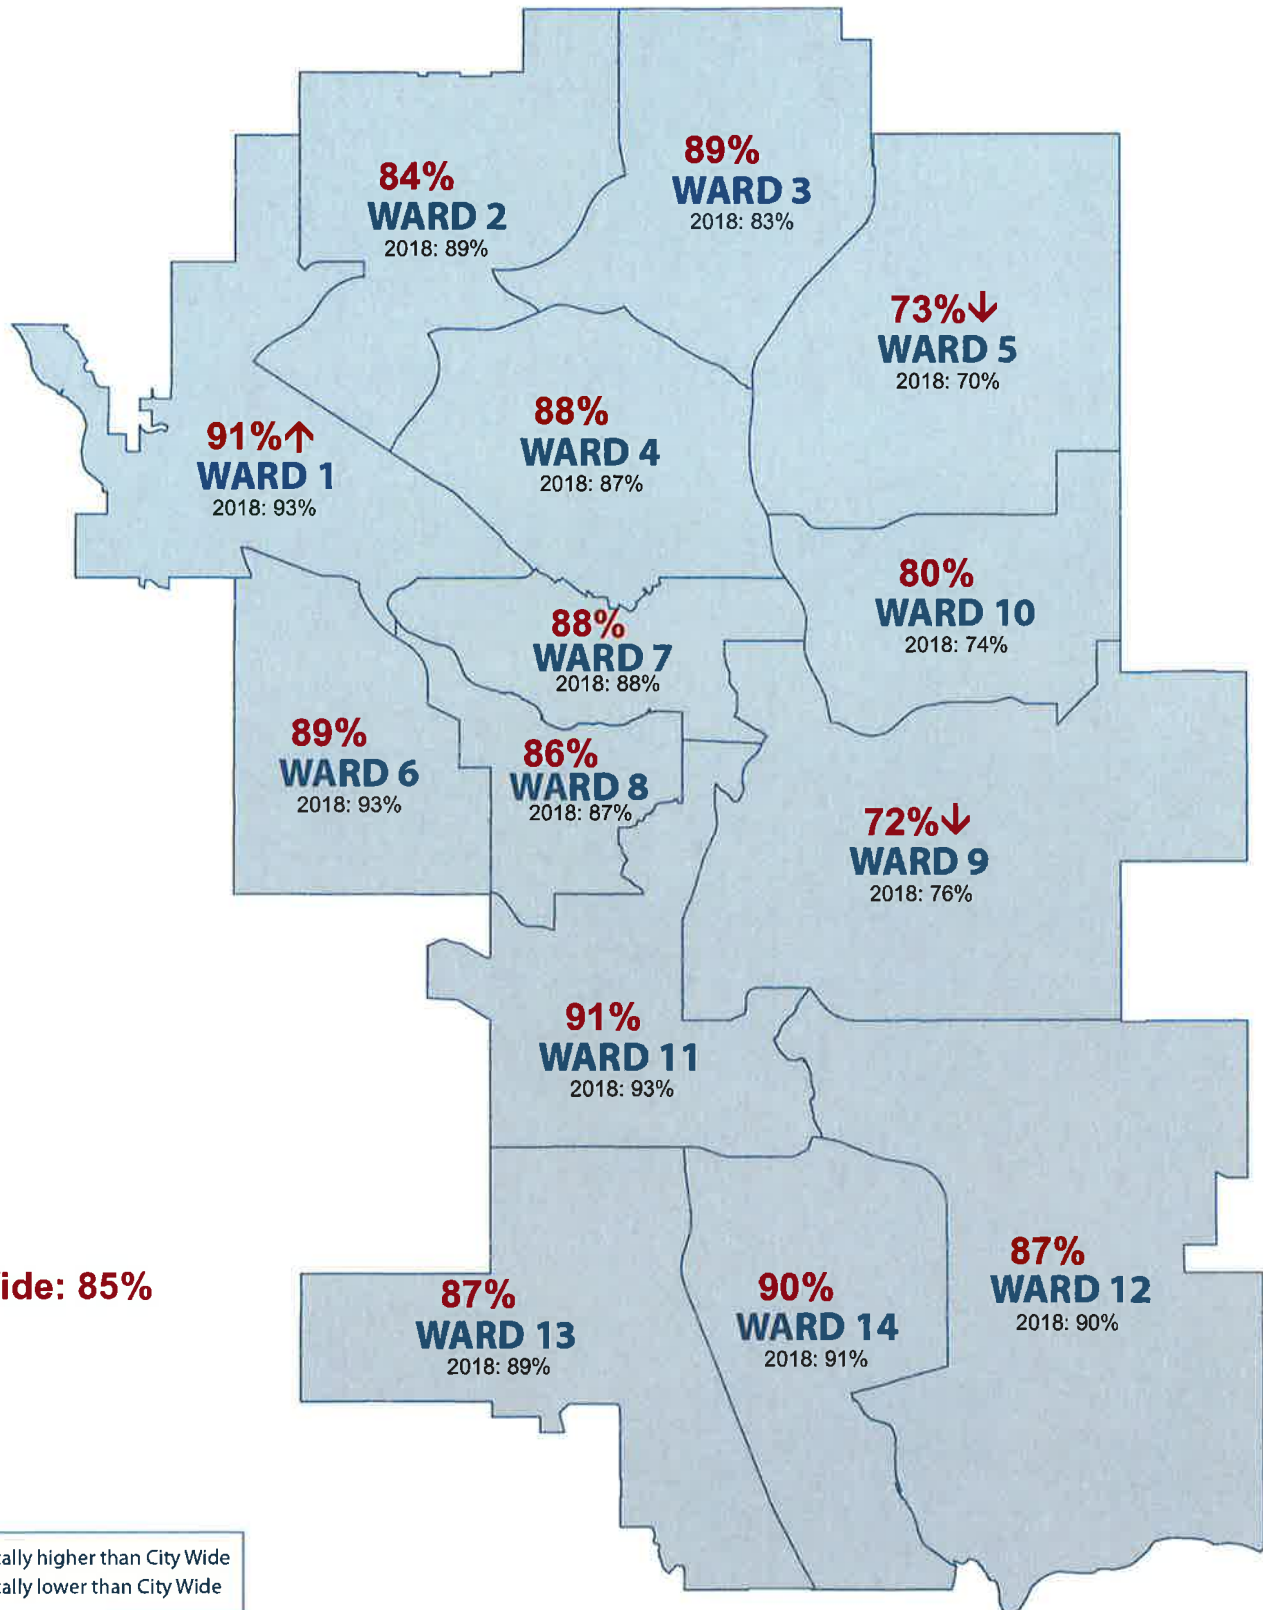 84%
WARD 2
2018: 89%
89%
WARD 3
2018: 83%
73%↓
WARD 5
2018: 70%
91%↑
WARD 1
2018: 93%
88%
WARD 4
2018: 87%
80%
WARD 10
2018: 74%
88%
WARD 7
2018: 88%
89%
WARD 6
2018: 93%
86%
WARD 8
2018: 87%
72%↓
WARD 9
2018: 76%
91%
WARD 11
2018: 93%
87%
WARD 12
2018: 90%
87%
WARD 13
2018: 89%
90%
WARD 14
2018: 91%
ide: 85%
cally higher than City Wide
cally lower than City Wide